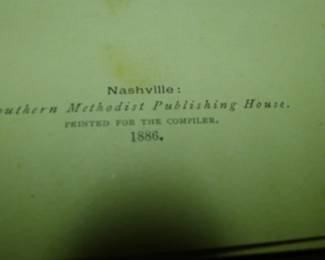 Nashville:
outhern Methodist Publishing House.
PRINTED FOR THE COMPILER.
1886.